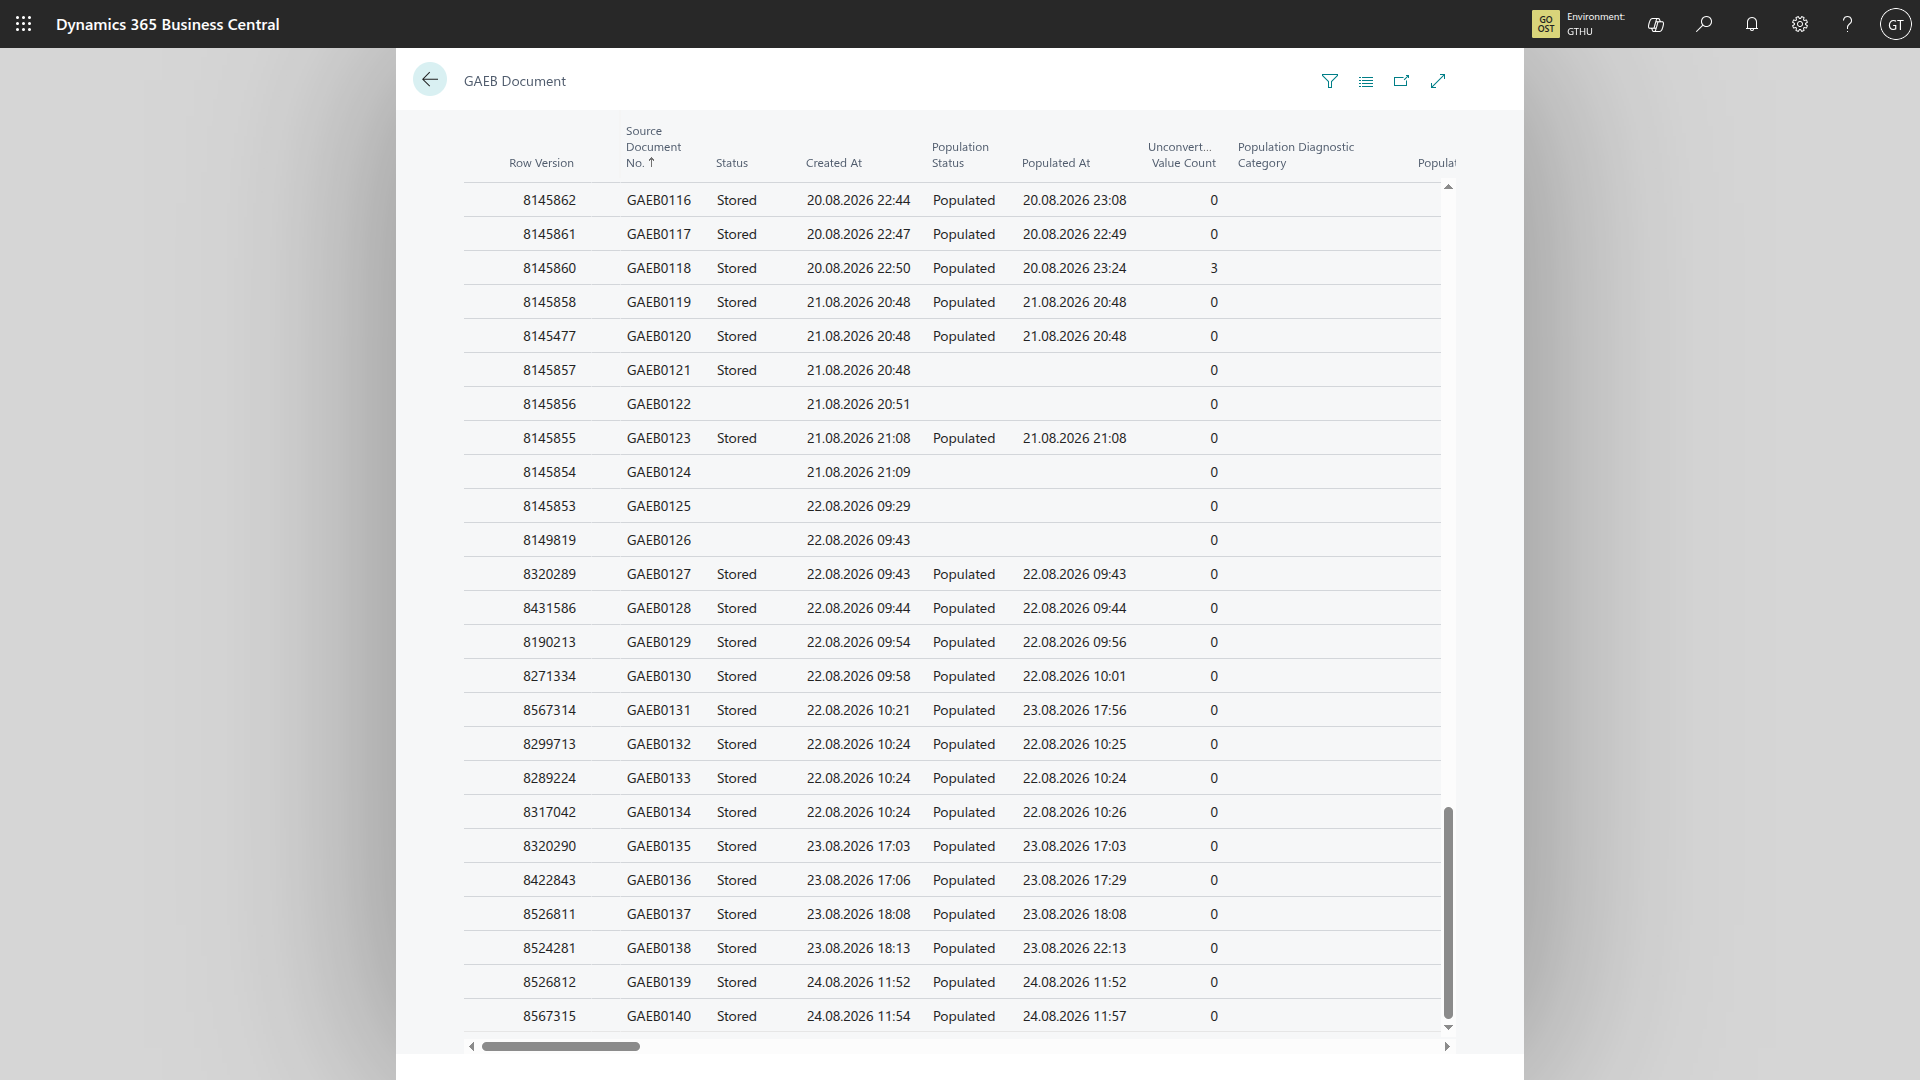 Dynamics 365 Business Central
GO
OST
Environment:
GTHU
?
GT
GAEB Document
Row Version
Source
Document
No. ↑
Status
Created At
Population
Status
Populated At
Unconvert...
Value Count
Population Diagnostic
Category
Populat
8145862 GAEB0116 Stored 20.08.2026 22:44 Populated 20.08.2026 23:08 0
8145861 GAEB0117 Stored 20.08.2026 22:47 Populated 20.08.2026 22:49 0
8145860 GAEB0118 Stored 20.08.2026 22:50 Populated 20.08.2026 23:24 3
8145858 GAEB0119 Stored 21.08.2026 20:48 Populated 21.08.2026 20:48 0
8145477 GAEB0120 Stored 21.08.2026 20:48 Populated 21.08.2026 20:48 0
8145857 GAEB0121 Stored 21.08.2026 20:48 0
8145856 GAEB0122 21.08.2026 20:51 0
8145855 GAEB0123 Stored 21.08.2026 21:08 Populated 21.08.2026 21:08 0
8145854 GAEB0124 21.08.2026 21:09 0
8145853 GAEB0125 22.08.2026 09:29 0
8149819 GAEB0126 22.08.2026 09:43 0
8320289 GAEB0127 Stored 22.08.2026 09:43 Populated 22.08.2026 09:43 0
8431586 GAEB0128 Stored 22.08.2026 09:44 Populated 22.08.2026 09:44 0
8190213 GAEB0129 Stored 22.08.2026 09:54 Populated 22.08.2026 09:56 0
8271334 GAEB0130 Stored 22.08.2026 09:58 Populated 22.08.2026 10:01 0
8567314 GAEB0131 Stored 22.08.2026 10:21 Populated 23.08.2026 17:56 0
8299713 GAEB0132 Stored 22.08.2026 10:24 Populated 22.08.2026 10:25 0
8289224 GAEB0133 Stored 22.08.2026 10:24 Populated 22.08.2026 10:24 0
8317042 GAEB0134 Stored 22.08.2026 10:24 Populated 22.08.2026 10:26 0
8320290 GAEB0135 Stored 23.08.2026 17:03 Populated 23.08.2026 17:03 0
8422843 GAEB0136 Stored 23.08.2026 17:06 Populated 23.08.2026 17:29 0
8526811 GAEB0137 Stored 23.08.2026 18:08 Populated 23.08.2026 18:08 0
8524281 GAEB0138 Stored 23.08.2026 18:13 Populated 23.08.2026 22:13 0
8526812 GAEB0139 Stored 24.08.2026 11:52 Populated 24.08.2026 11:52 0
8567315 GAEB0140 Stored 24.08.2026 11:54 Populated 24.08.2026 11:57 0